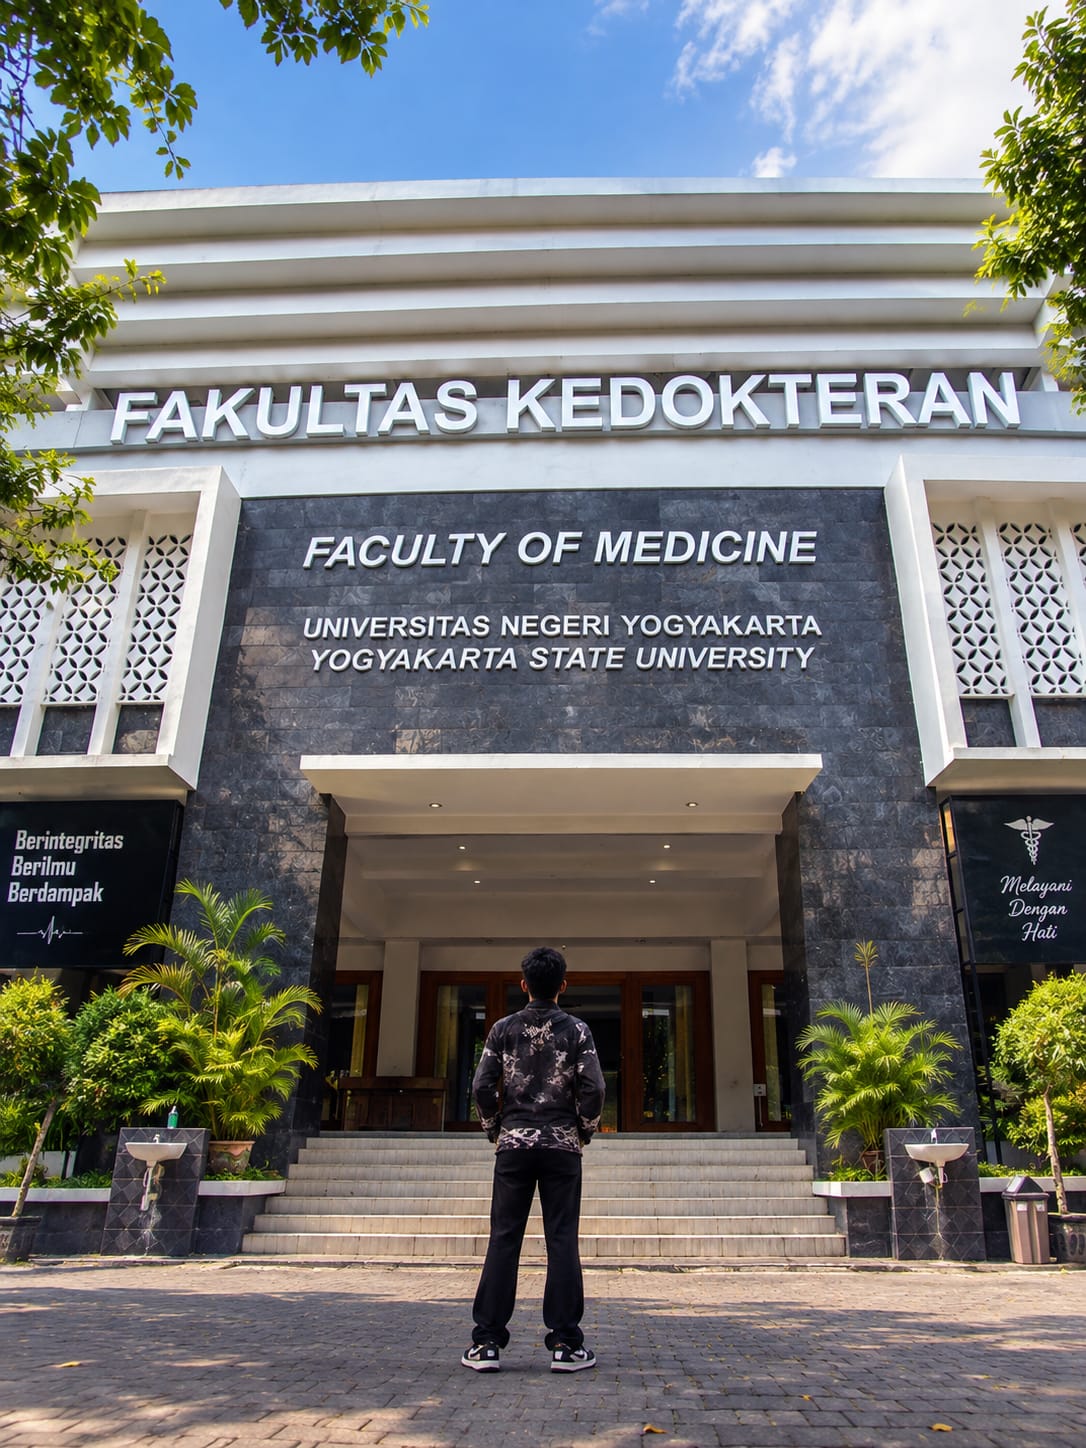 FAKULTAS KEDOKTERAN
FACULTY OF MEDICINE
UNIVERSITAS NEGERI YOGYAKARTA
YOGYAKARTA STATE UNIVERSITY
Berintegritas
Berilmu
Berdampak
Melayani
Dengan
Hati